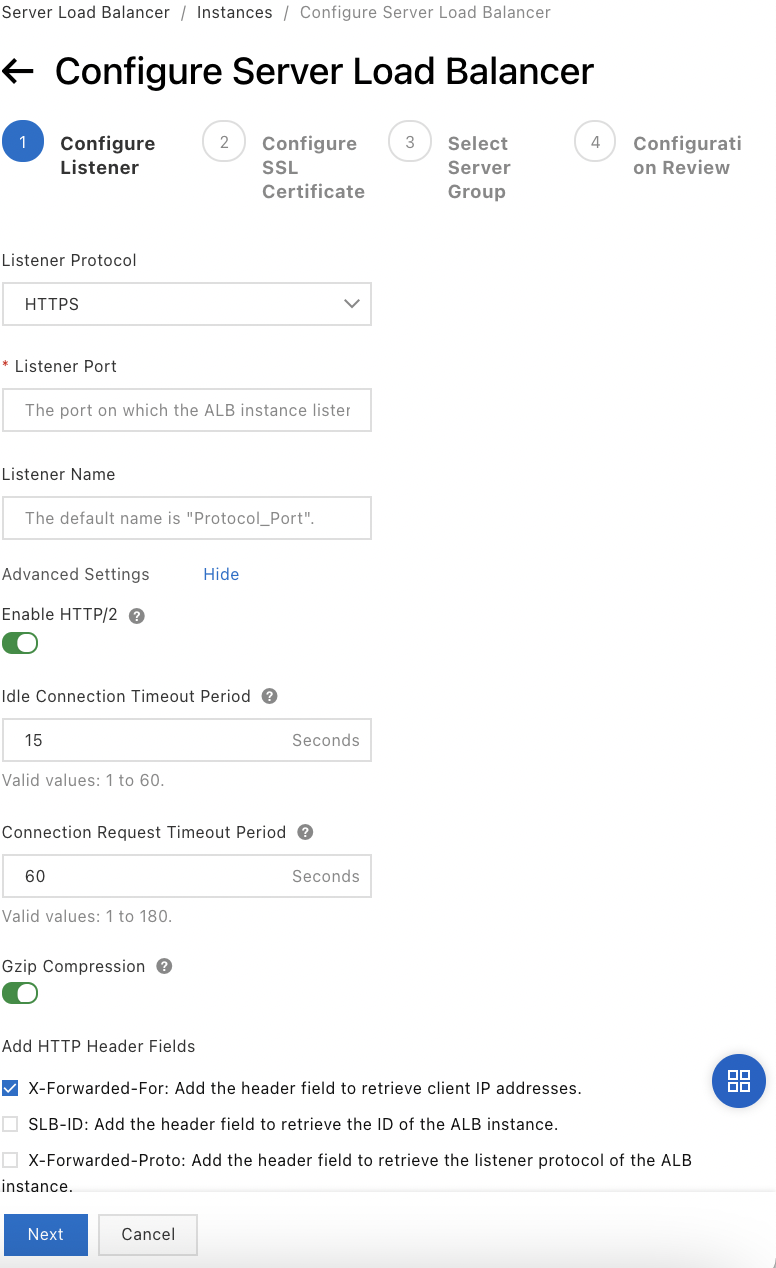 Server Load Balancer / Instances / Configure Server Load Balancer
Configure Server Load Balancer
1 Configure Listener
2 Configure SSL Certificate
3 Select Server Group
4 Configurati on Review
Listener Protocol
HTTPS
* Listener Port
The port on which the ALB instance lister
Listener Name
The default name is "Protocol_Port".
Advanced Settings Hide
Enable HTTP/2 ?
Idle Connection Timeout Period ?
15 Seconds
Valid values: 1 to 60.
Connection Request Timeout Period ?
60 Seconds
Valid values: 1 to 180.
Gzip Compression ?
Add HTTP Header Fields
X-Forwarded-For: Add the header field to retrieve client IP addresses.
SLB-ID: Add the header field to retrieve the ID of the ALB instance.
X-Forwarded-Proto: Add the header field to retrieve the listener protocol of the ALB
instance.
Next Cancel